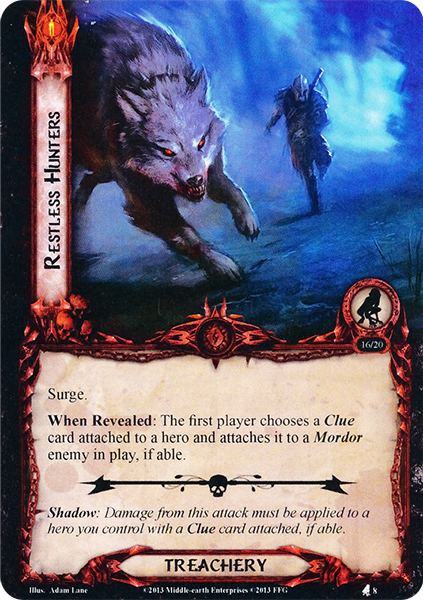 RESTLESS HUNTERS
16/20
Surge.
When Revealed: The first player chooses a Clue
card attached to a hero and attaches it to a Mordor
enemy in play, if able.
Shadow: Damage from this attack must be applied to a
hero you control with a Clue card attached, if able.
TREACHERY
Illus. Adam Lane ©2013 Middle-earth Enterprises ©2013 FFG 8